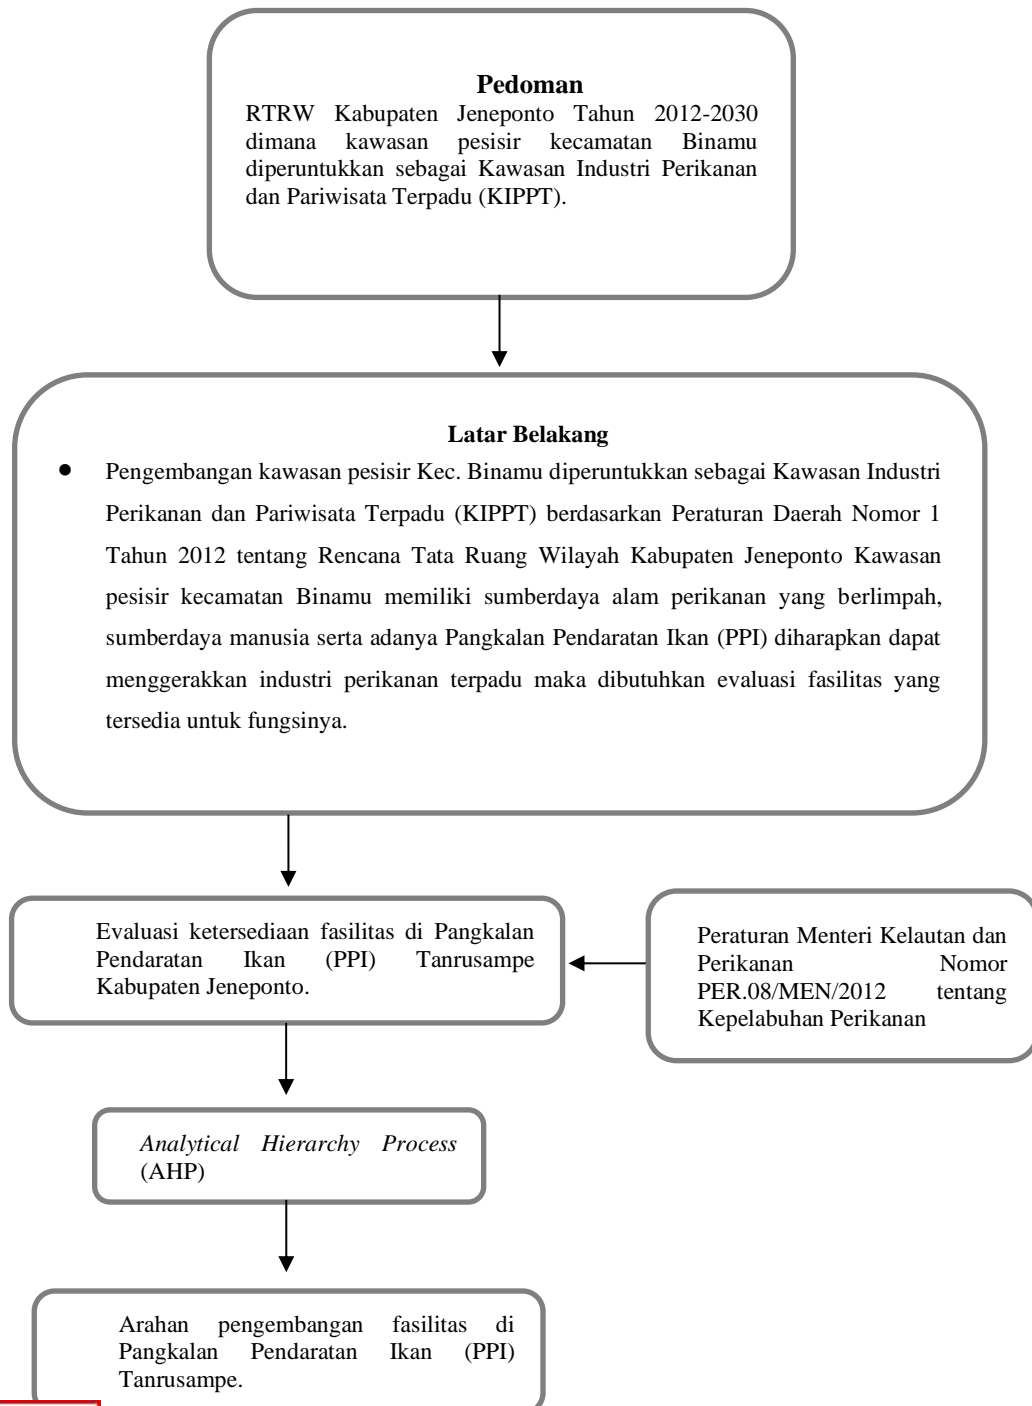 Pedoman
RTRW Kabupaten Jeneponto Tahun 2012-2030
dimana kawasan pesisir kecamatan Binamu
diperuntukkan sebagai Kawasan Industri Perikanan
dan Pariwisata Terpadu (KIPPT).
Latar Belakang
• Pengembangan kawasan pesisir Kec. Binamu diperuntukkan sebagai Kawasan Industri
Perikanan dan Pariwisata Terpadu (KIPPT) berdasarkan Peraturan Daerah Nomor 1
Tahun 2012 tentang Rencana Tata Ruang Wilayah Kabupaten Jeneponto Kawasan
pesisir kecamatan Binamu memiliki sumberdaya alam perikanan yang berlimpah,
sumberdaya manusia serta adanya Pangkalan Pendaratan Ikan (PPI) diharapkan dapat
menggerakkan industri perikanan terpadu maka dibutuhkan evaluasi fasilitas yang
tersedia untuk fungsinya.
Evaluasi ketersediaan fasilitas di Pangkalan
Pendaratan Ikan (PPI) Tanrusampe
Kabupaten Jeneponto.
Peraturan Menteri Kelautan dan
Perikanan Nomor
PER.08/MEN/2012 tentang
Kepelabuhan Perikanan
Analytical Hierarchy Process
(AHP)
Arahan pengembangan fasilitas di
Pangkalan Pendaratan Ikan (PPI)
Tanrusampe.